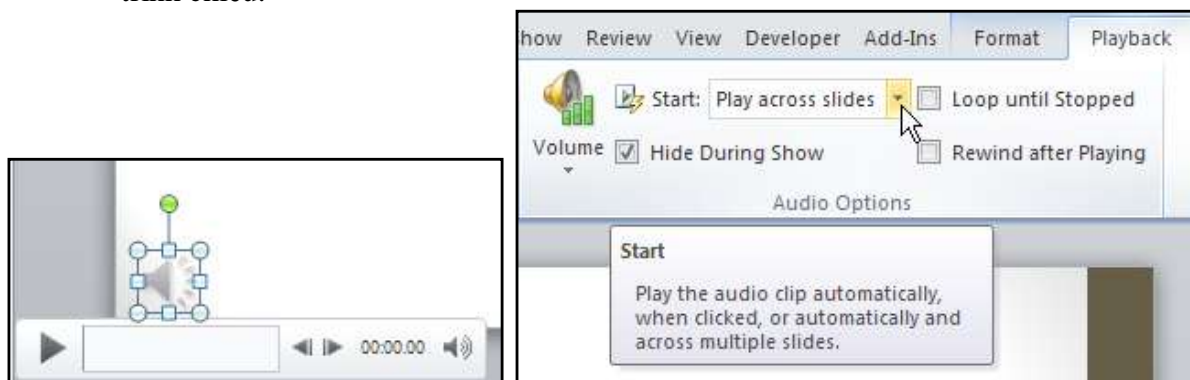 how Review View Developer Add-Ins Format Playback
Start: Play across slides Loop until Stopped
Volume Hide During Show Rewind after Playing
Audio Options
Start
Play the audio clip automatically,
when clicked, or automatically and
across multiple slides.
00:00.00